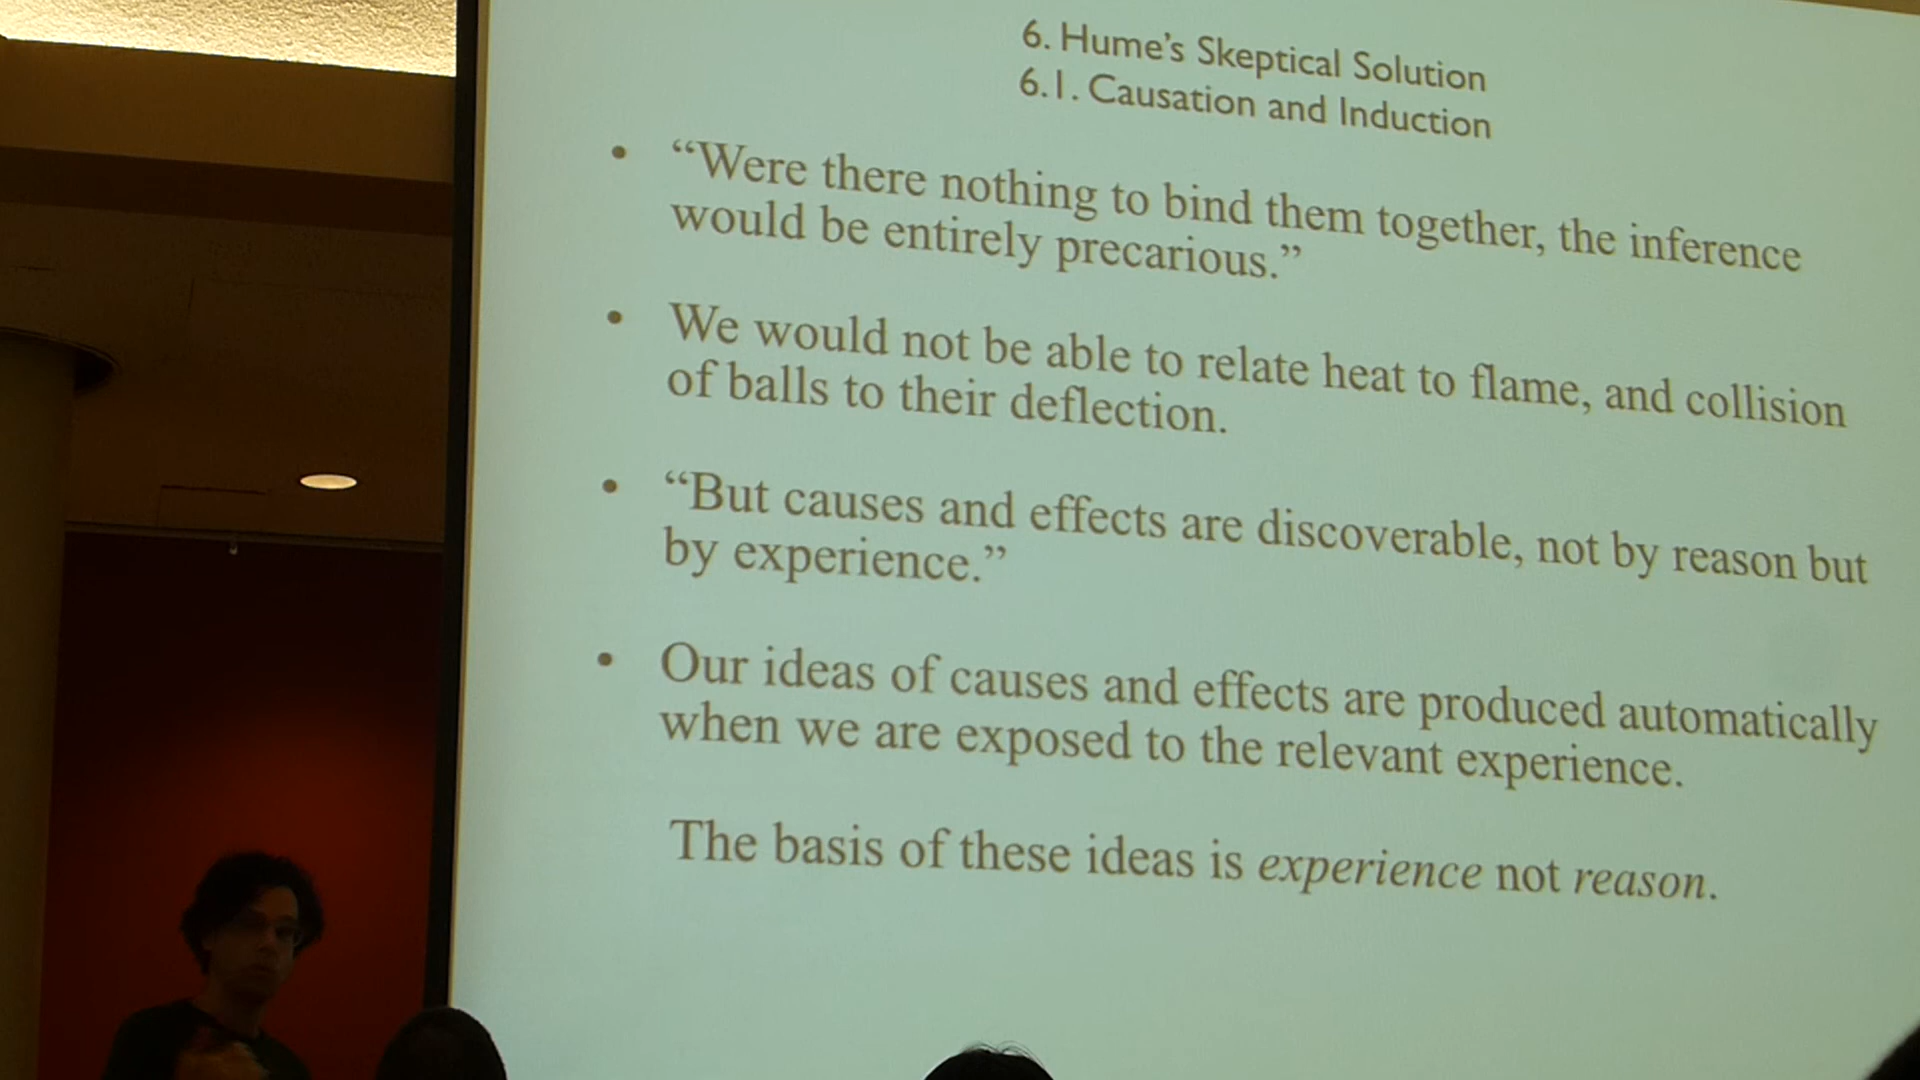 6. Hume's Skeptical Solution
6.1. Causation and Induction
• “Were there nothing to bind them together, the inference
would be entirely precarious.”
• We would not be able to relate heat to flame, and collision
of balls to their deflection.
• “But causes and effects are discoverable, not by reason but
by experience.”
• Our ideas of causes and effects are produced automatically
when we are exposed to the relevant experience.
The basis of these ideas is experience not reason.